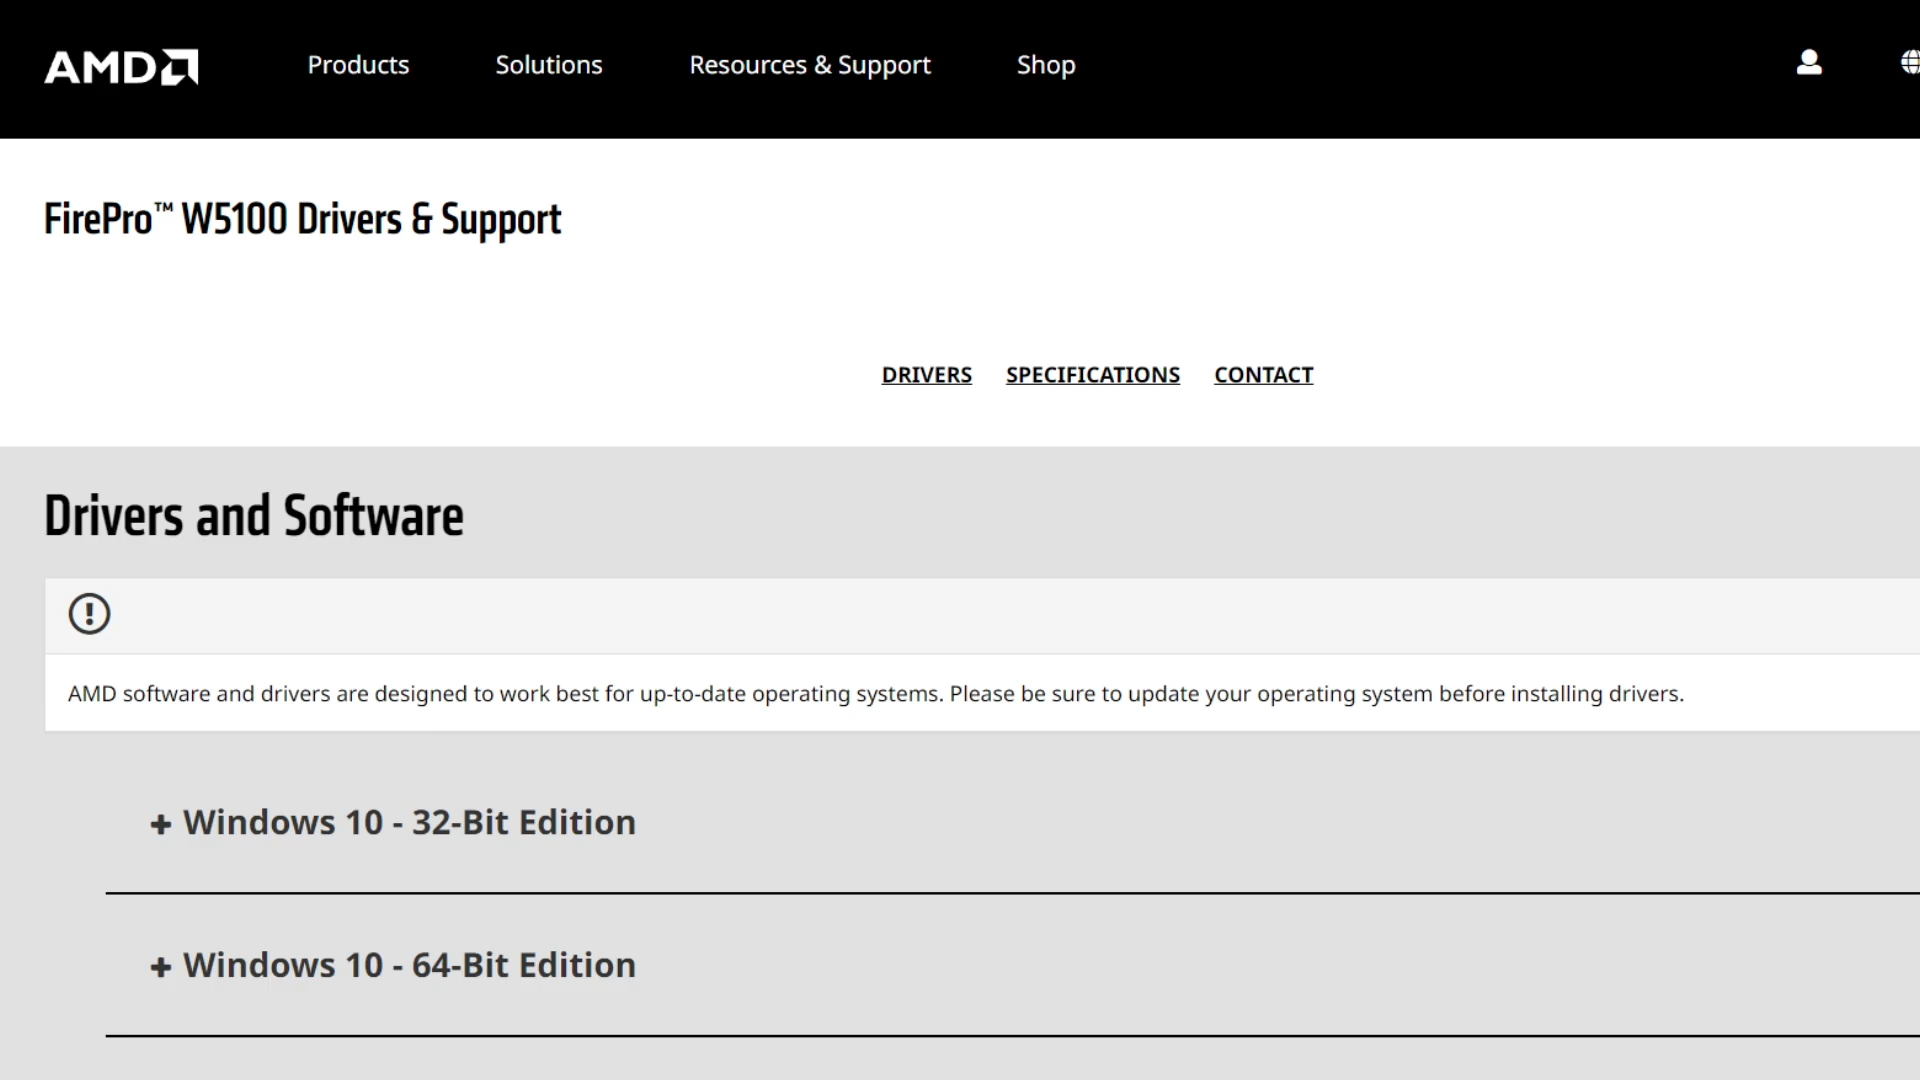 AMD
Products
Solutions
Resources & Support
Shop
FirePro™ W5100 Drivers & Support
DRIVERS
SPECIFICATIONS
CONTACT
Drivers and Software
AMD software and drivers are designed to work best for up-to-date operating systems. Please be sure to update your operating system before installing drivers.
Windows 10 - 32-Bit Edition
Windows 10 - 64-Bit Edition